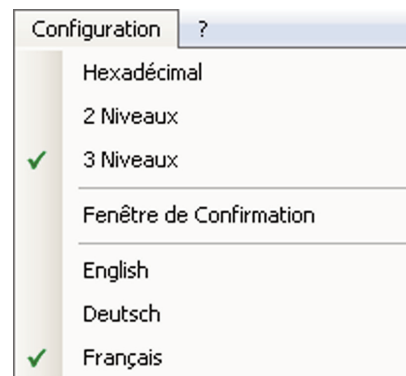 Configuration ?
Hexadécimal
2 Niveaux
3 Niveaux
Fenêtre de Confirmation
English
Deutsch
Français